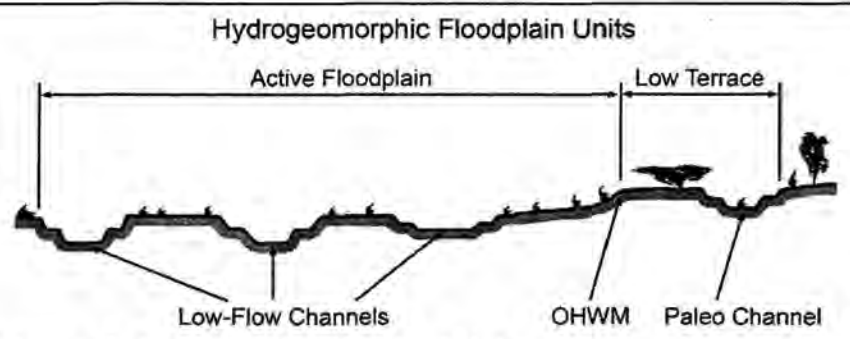 Hydrogeomorphic Floodplain Units
Active Floodplain
Low Terrace
Low-Flow Channels
OHWM
Paleo Channel